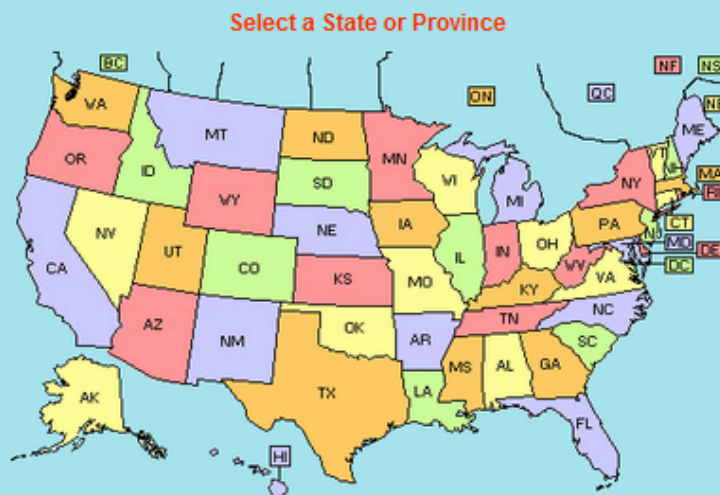 Select a State or Province
BC
NF
NS
ON
QC
WA
MT
ND
MN
ME
OR
ID
SD
WI
MI
VT
NY
MA
WY
IA
PA
CT
NV
UT
NE
IL
IN
OH
MD
DE
DC
CA
CO
KS
MO
WV
VA
KY
AZ
NM
OK
AR
TN
NC
SC
TX
MS
AL
GA
LA
FL
AK
HI